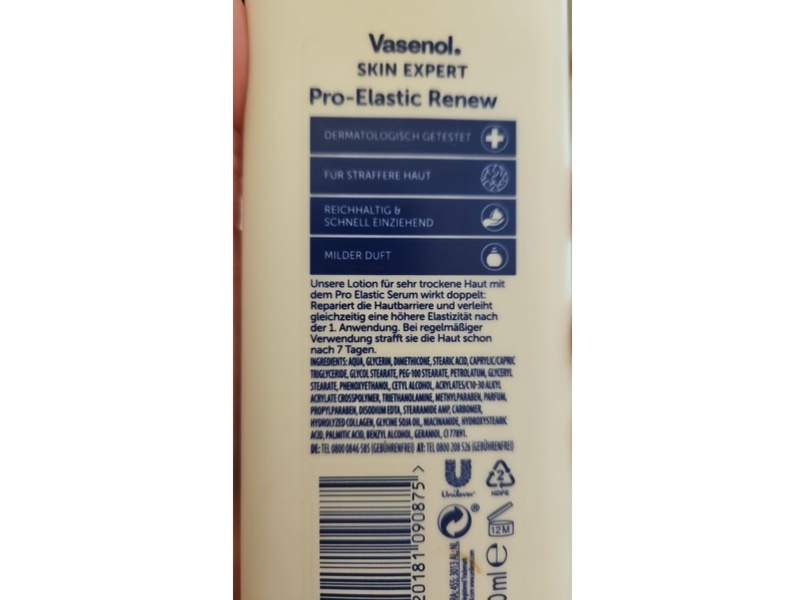 Vasenol.
SKIN EXPERT
Pro-Elastic Renew
DERMATOLOGISCH GETESTET
FÜR STRAFFERE HAUT
REICHHALTIG &
SCHNELL EINZIEHEND
MILDER DUFT
Unsere Lotion für sehr trockene Haut mit
dem Pro Elastic Serum wirkt doppelt:
Repariert die Hautbarriere und verleiht
gleichzeitig eine höhere Elastizität nach
der 1. Anwendung. Bei regelmäßiger
Verwendung strafft sie die Haut schon
nach 7 Tagen.
INGREDIENTS: AQUA, GLYCERIN, DIMETHICONE, STEARIC ACID, CAPRYLIC/CAPRIC
TRIGLYCERIDE, GLYCOL STEARATE, PEG-100 STEARATE, PETROLATUM, GLYCERYL
STEARATE, PHENOXYETHANOL, CETYL ALCOHOL, ACRYLATES/C10-30 ALKYL
ACRYLATE CROSSPOLYMER, TRIETHANOLAMINE, METHYLPARABEN, PARFUM,
PROPYLPARABEN, DISODIUM EDTA, STEARAMIDE AMP, CARBOMER,
HYDROLYZED COLLAGEN, GLYCINE SOJA OIL, NIACINAMIDE, HYDROXYSTEARIC
ACID, PALMITIC ACID, BENZYL ALCOHOL, GERANIOL, CI 77891.
DE: TEL 0800 0846 585 (GEBÜHRENFREI) AT: TEL 0800 208 526 (GEBÜHRENFREI)
Unilever
2
HDPE
®
12M
20181 090875 >
0ml e